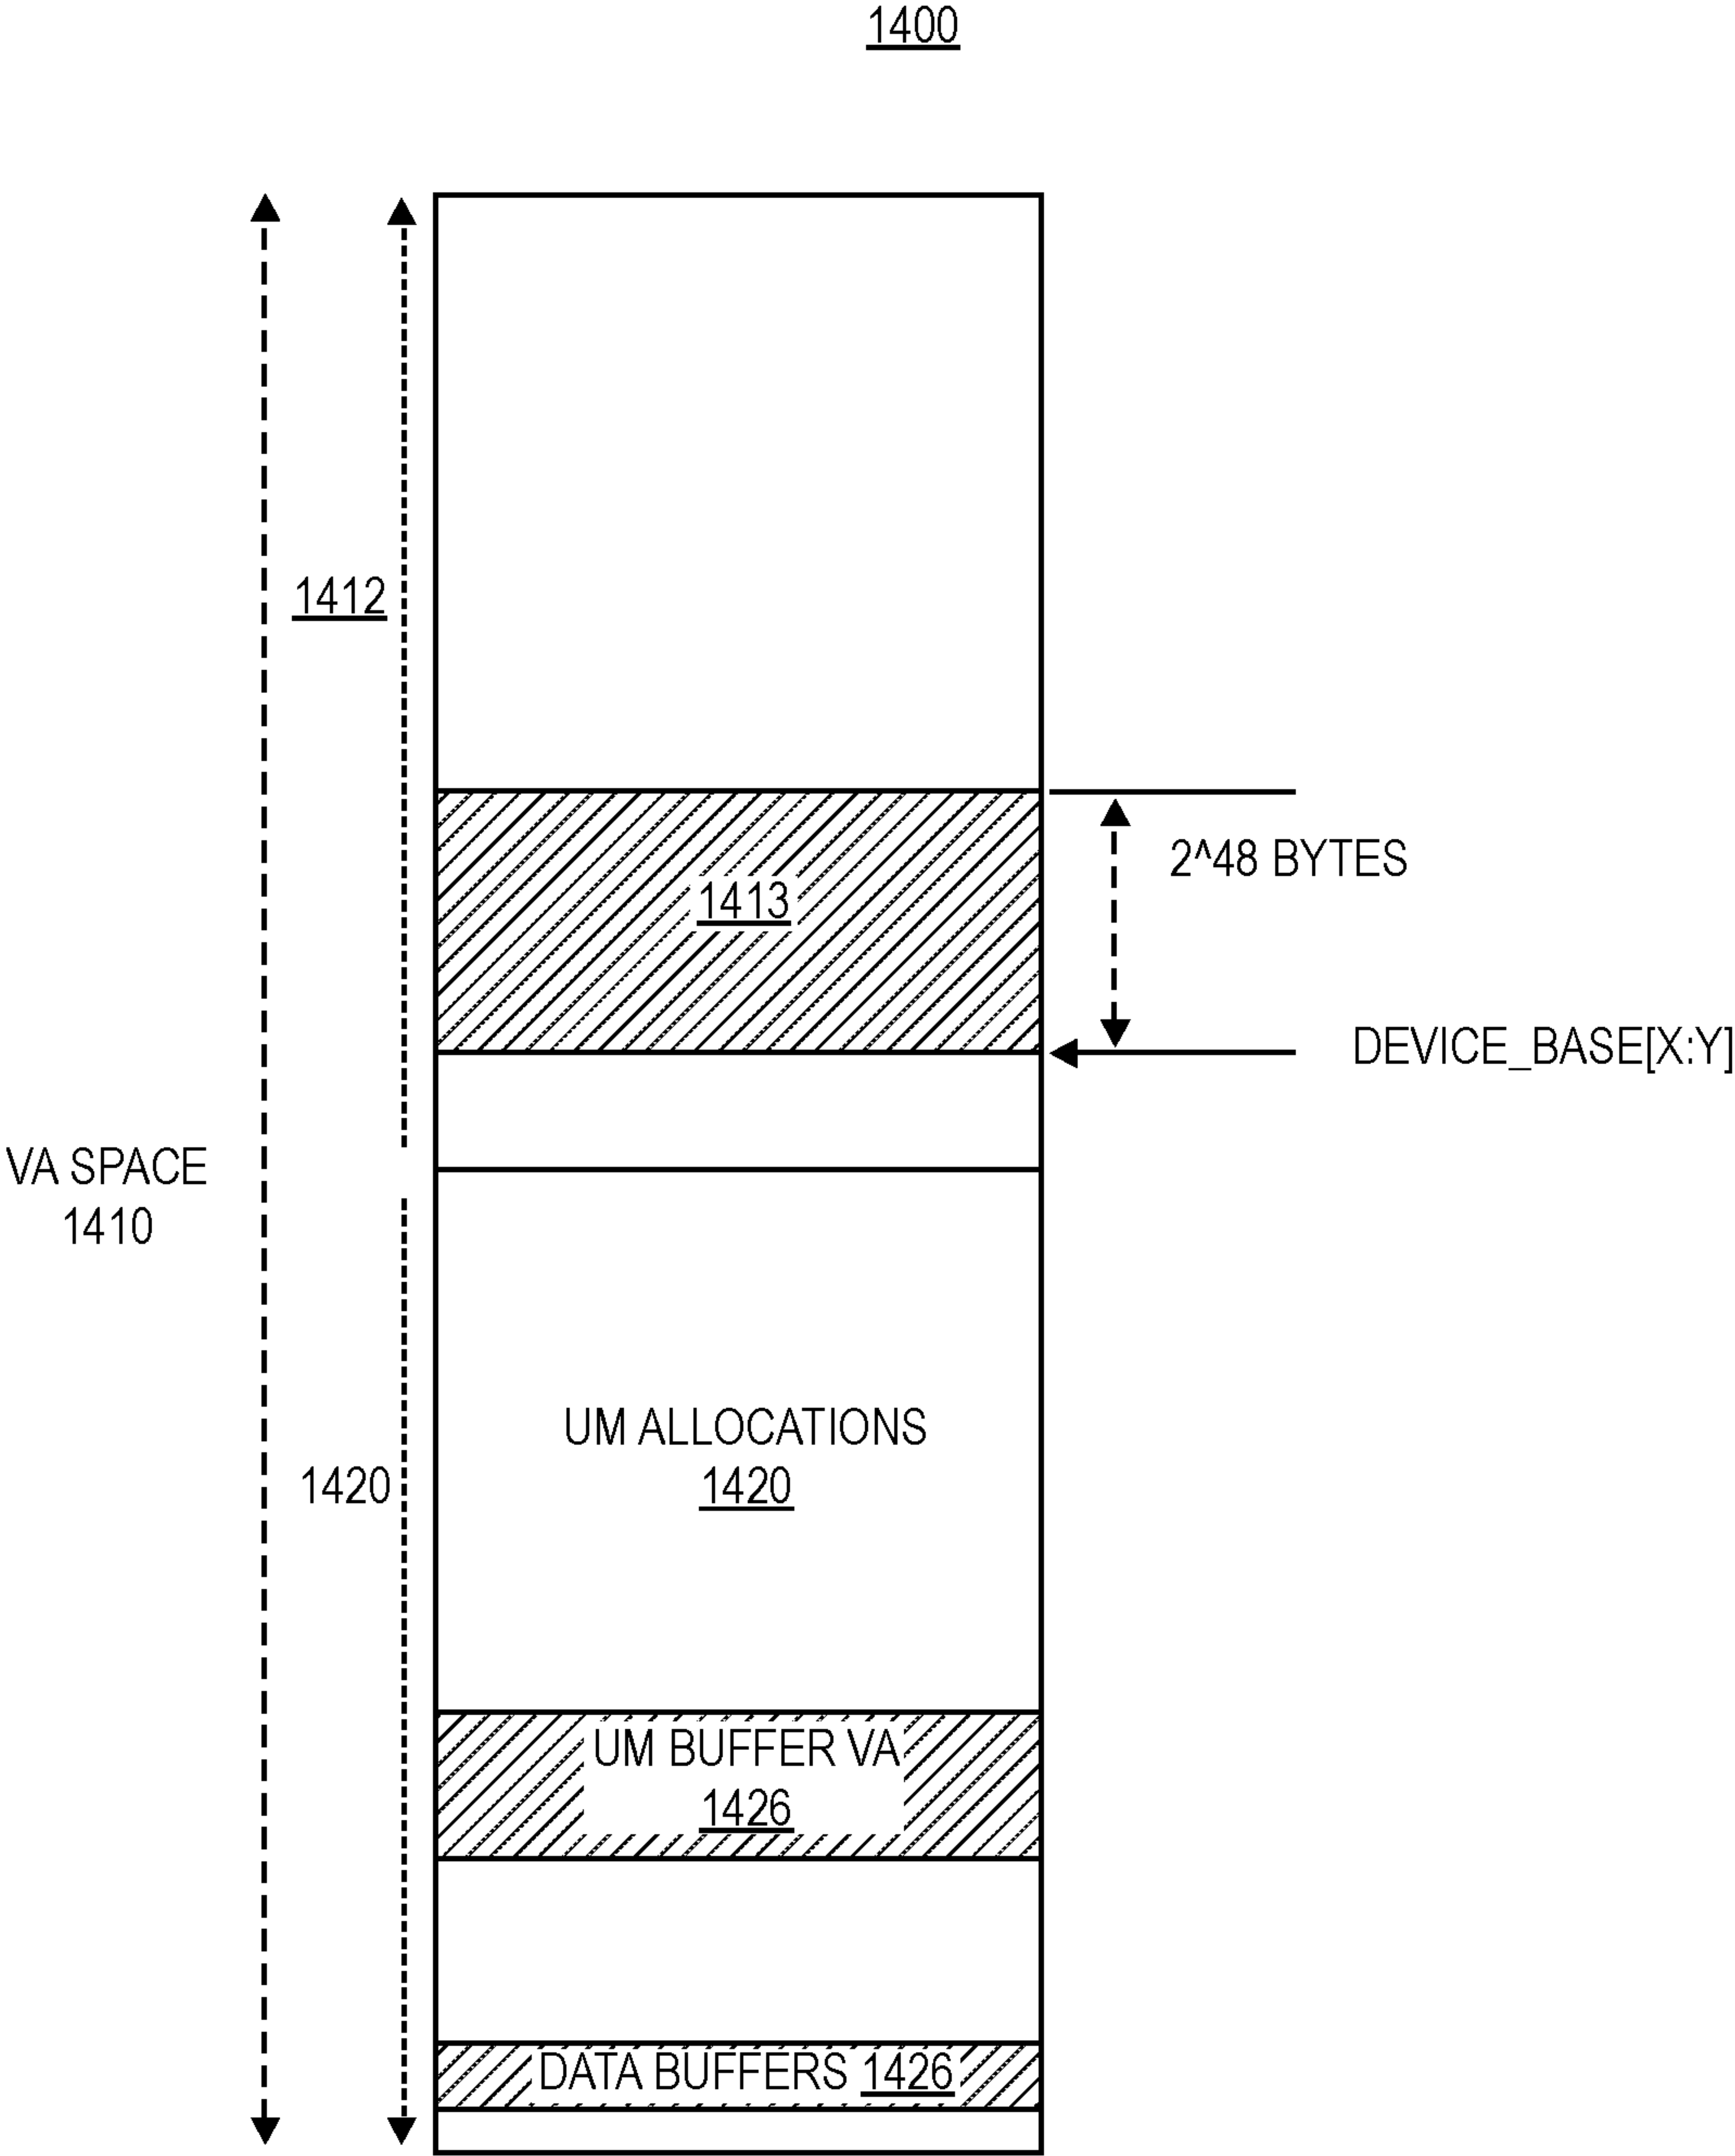 1400
1412
1413
2^48 BYTES
DEVICE_BASE[X:Y]
VA SPACE
1410
UM ALLOCATIONS
1420
1420
UM BUFFER VA
1426
DATA BUFFERS 1426